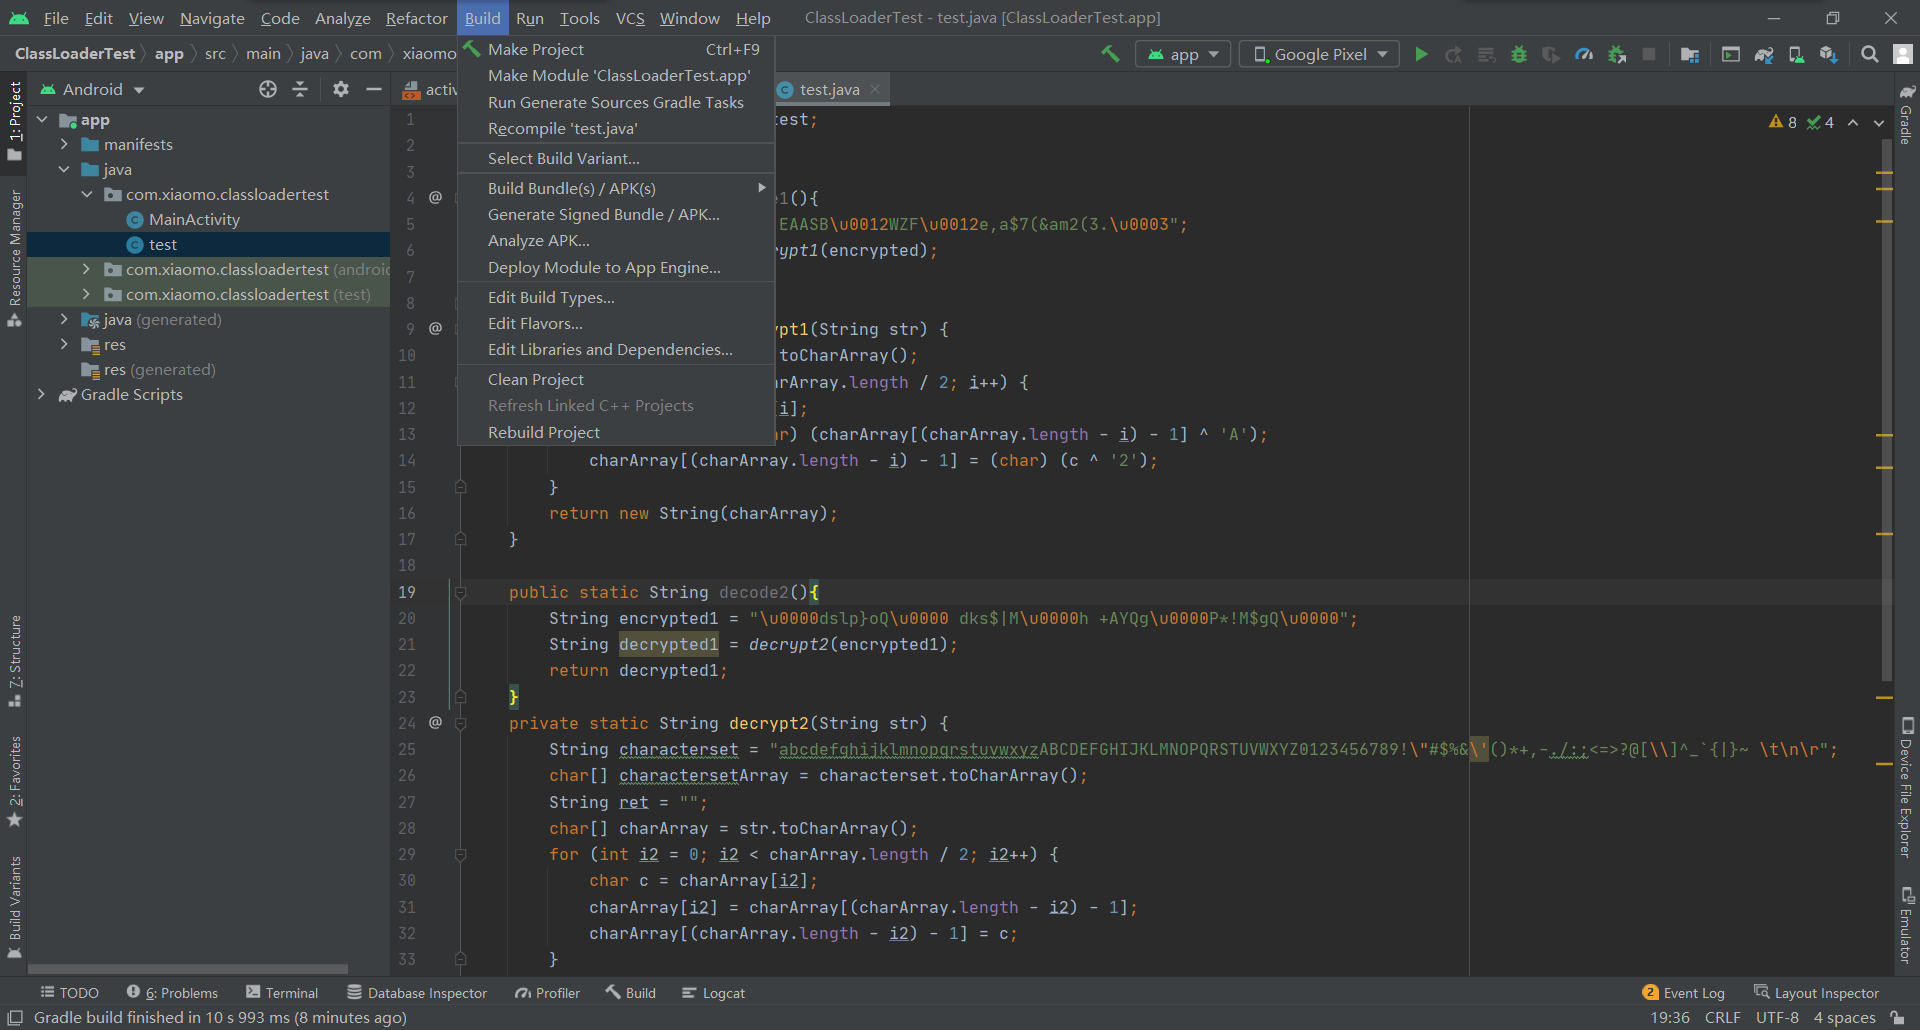 File Edit View Navigate Code Analyze Refactor Build Run Tools VCS Window Help ClassLoaderTest - test.java [ClassLoaderTest.app]
ClassLoaderTest app src main java com xiaomo
app Google Pixel
Android
activ
test.java
1: Project
Resource Manager
7: Structure
2: Favorites
Build Variants
app
manifests
java
com.xiaomo.classloadertest
MainActivity
test
com.xiaomo.classloadertest (androi
com.xiaomo.classloadertest (test)
java (generated)
res
res (generated)
Gradle Scripts
Make Project Ctrl+F9
Make Module 'ClassLoaderTest.app'
Run Generate Sources Gradle Tasks
Recompile 'test.java'
Select Build Variant...
Build Bundle(s) / APK(s)
Generate Signed Bundle / APK...
Analyze APK...
Deploy Module to App Engine...
Edit Build Types...
Edit Flavors...
Edit Libraries and Dependencies...
Clean Project
Refresh Linked C++ Projects
Rebuild Project
8 4
1 test;
2
3
4 @ 1(){
5 EAASB\u0012WZF\u0012e,a$7(&am2(3.\u0003";
6 ypt1(encrypted);
7
8
9 @ ypt1(String str) {
10 toCharArray();
11 arArray.length / 2; i++) {
12 [i];
13 ar) (charArray[(charArray.length - i) - 1] ^ 'A');
14 charArray[(charArray.length - i) - 1] = (char) (c ^ '2');
15 }
16 return new String(charArray);
17 }
18
19 public static String decode2(){
20 String encrypted1 = "\u0000dslp}oQ\u0000 dks$|M\u0000h +AYQg\u0000P*!M$gQ\u0000";
21 String decrypted1 = decrypt2(encrypted1);
22 return decrypted1;
23 }
24 @ private static String decrypt2(String str) {
25 String characterset = "abcdefghijklmnopqrstuvwxyzABCDEFGHIJKLMNOPQRSTUVWXYZ0123456789!\"#$%&\'()*+,-./:;<=>?@[\\]^_`{|}~ \t\n\r";
26 char[] charactersetArray = characterset.toCharArray();
27 String ret = "";
28 char[] charArray = str.toCharArray();
29 for (int i2 = 0; i2 < charArray.length / 2; i2++) {
30 char c = charArray[i2];
31 charArray[i2] = charArray[(charArray.length - i2) - 1];
32 charArray[(charArray.length - i2) - 1] = c;
33 }
Gradle
Device File Explorer
Emulator
TODO 6: Problems Terminal Database Inspector Profiler Build Logcat 2 Event Log Layout Inspector
Gradle build finished in 10 s 993 ms (8 minutes ago) 19:36 CRLF UTF-8 4 spaces